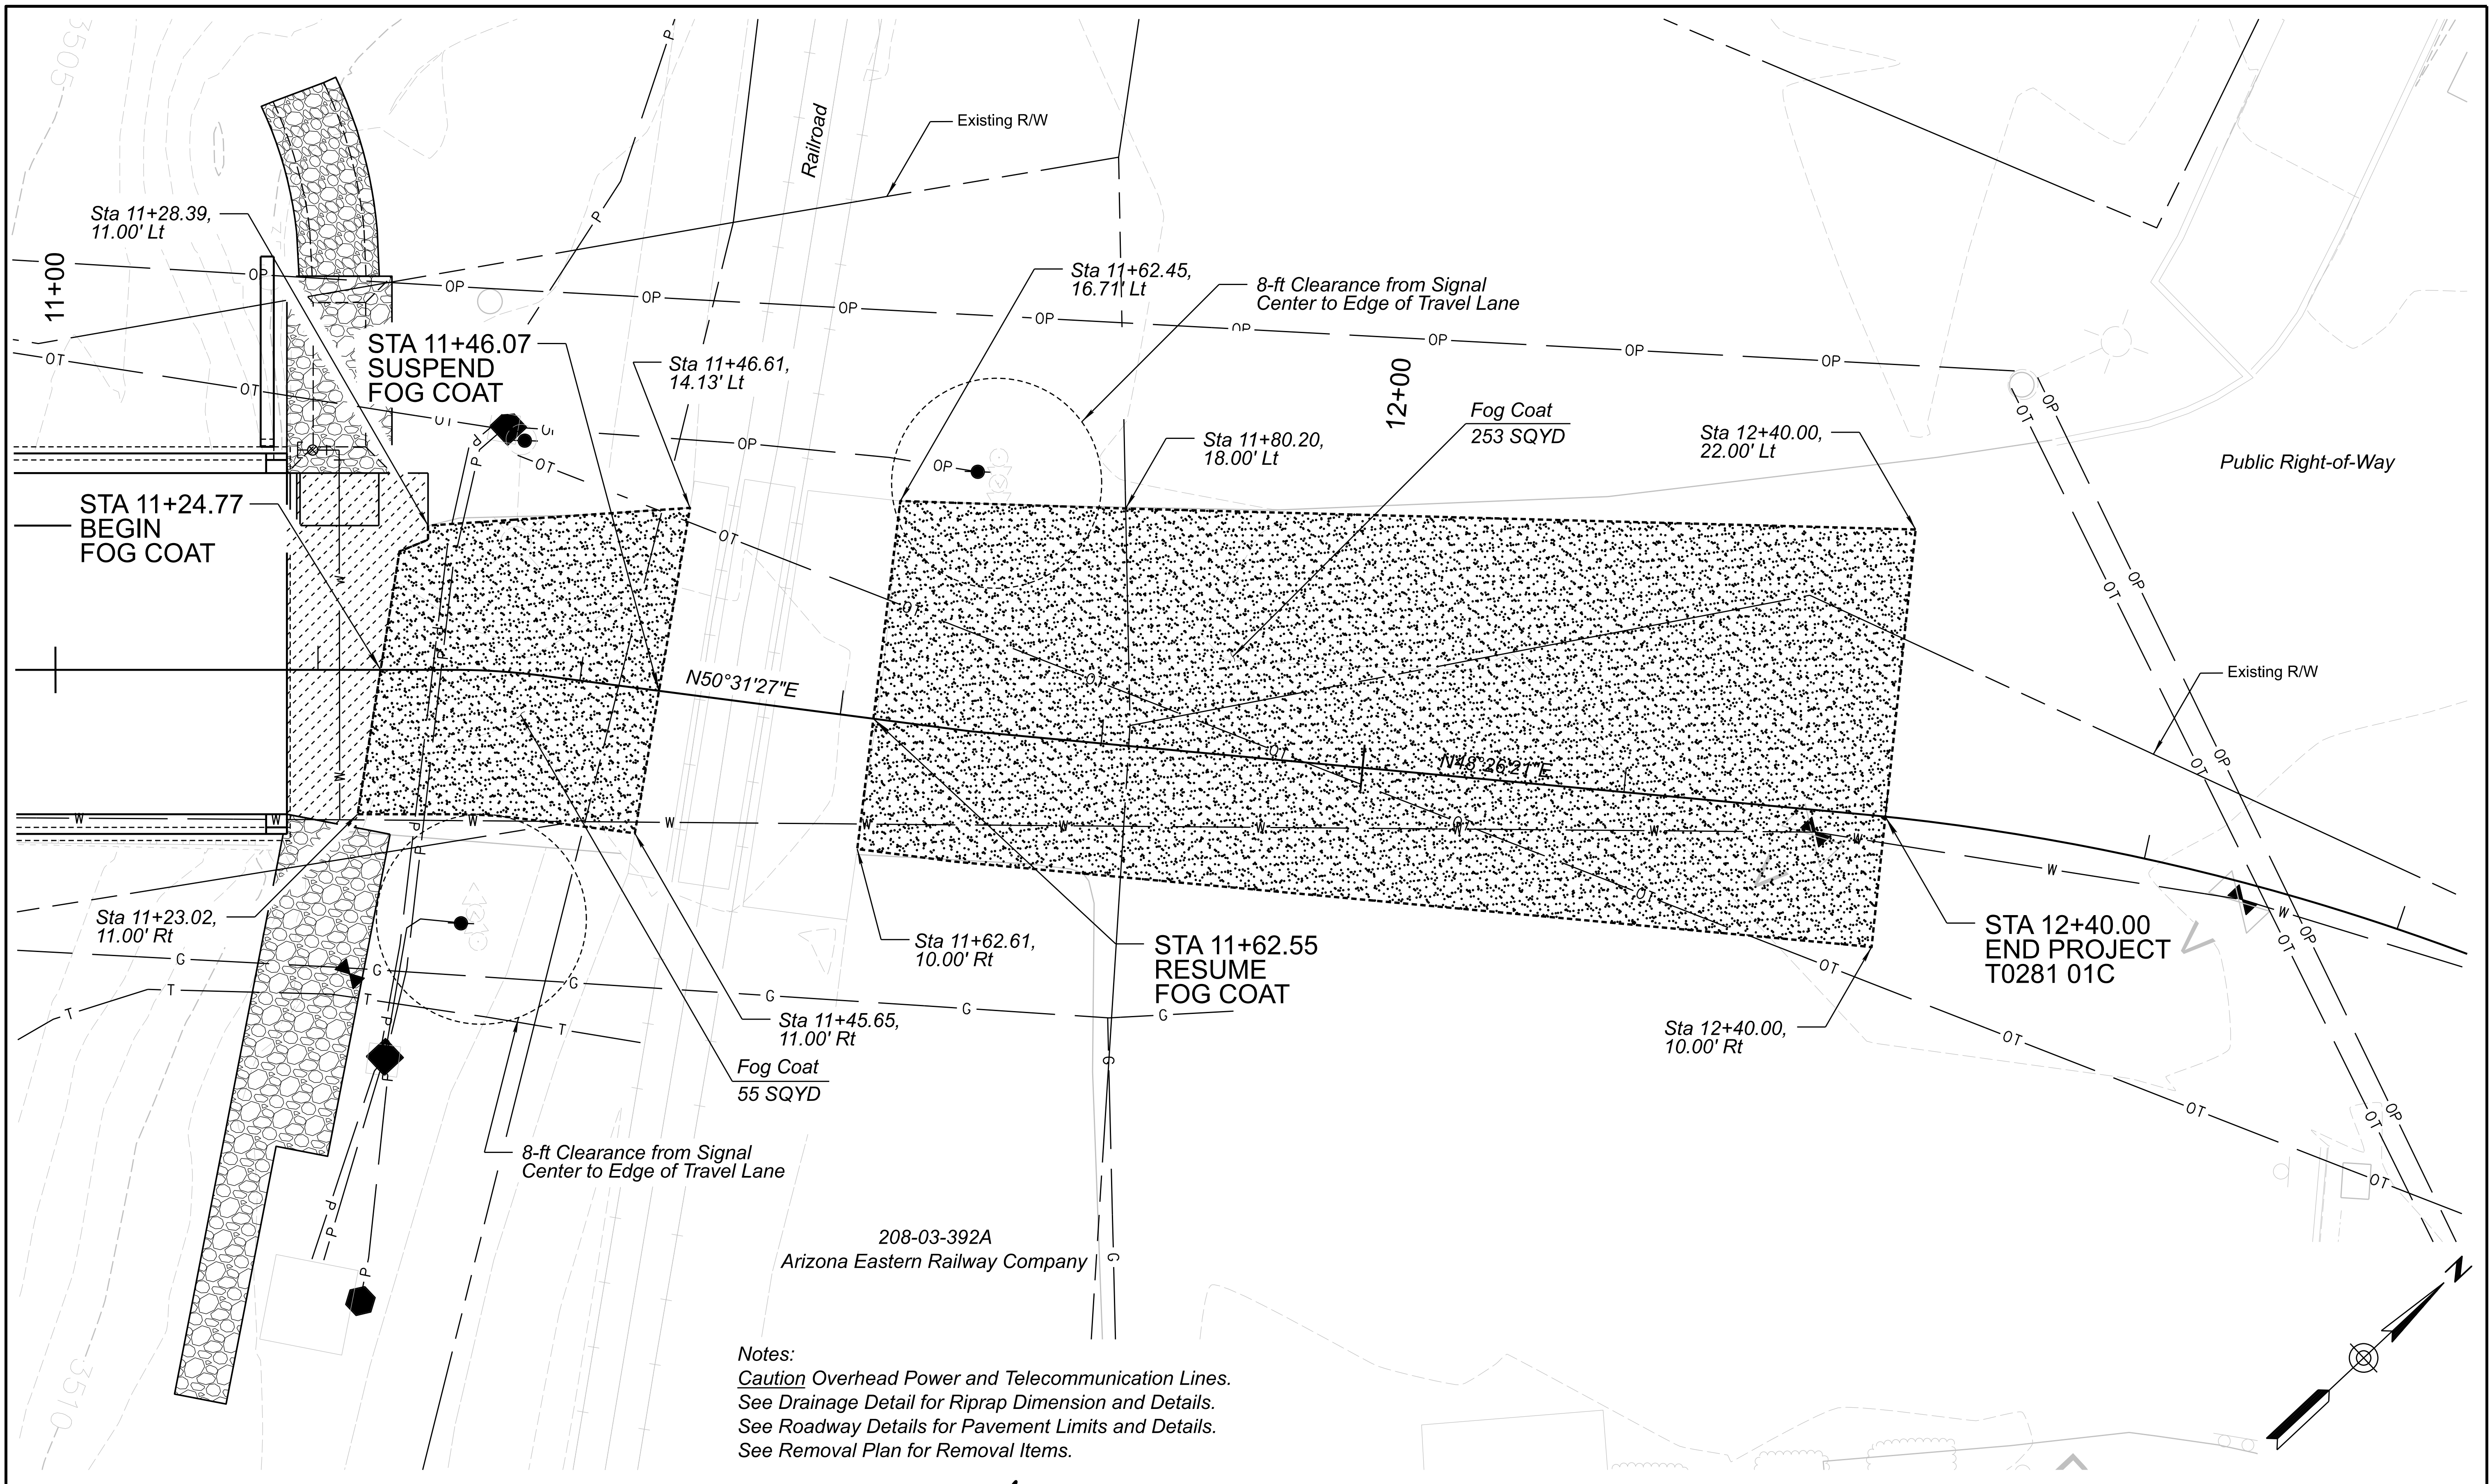 3505
Railroad
Existing R/W
Sta 11+28.39,
11.00' Lt
11+00
Sta 11+62.45,
16.71' Lt
8-ft Clearance from Signal
Center to Edge of Travel Lane
STA 11+46.07
SUSPEND
FOG COAT
Sta 11+46.61,
14.13' Lt
12+00
Fog Coat
253 SQYD
Sta 11+80.20,
18.00' Lt
Sta 12+40.00,
22.00' Lt
Public Right-of-Way
STA 11+24.77
BEGIN
FOG COAT
N50°31'27"E
N48°26'21"E
Existing R/W
Sta 11+23.02,
11.00' Rt
Sta 11+62.61,
10.00' Rt
STA 11+62.55
RESUME
FOG COAT
STA 12+40.00
END PROJECT
T0281 01C
Sta 11+45.65,
11.00' Rt
Sta 12+40.00,
10.00' Rt
Fog Coat
55 SQYD
8-ft Clearance from Signal
Center to Edge of Travel Lane
208-03-392A
Arizona Eastern Railway Company
N
3510
Notes:
Caution Overhead Power and Telecommunication Lines.
See Drainage Detail for Riprap Dimension and Details.
See Roadway Details for Pavement Limits and Details.
See Removal Plan for Removal Items.
OP
OT
P
W
G
T